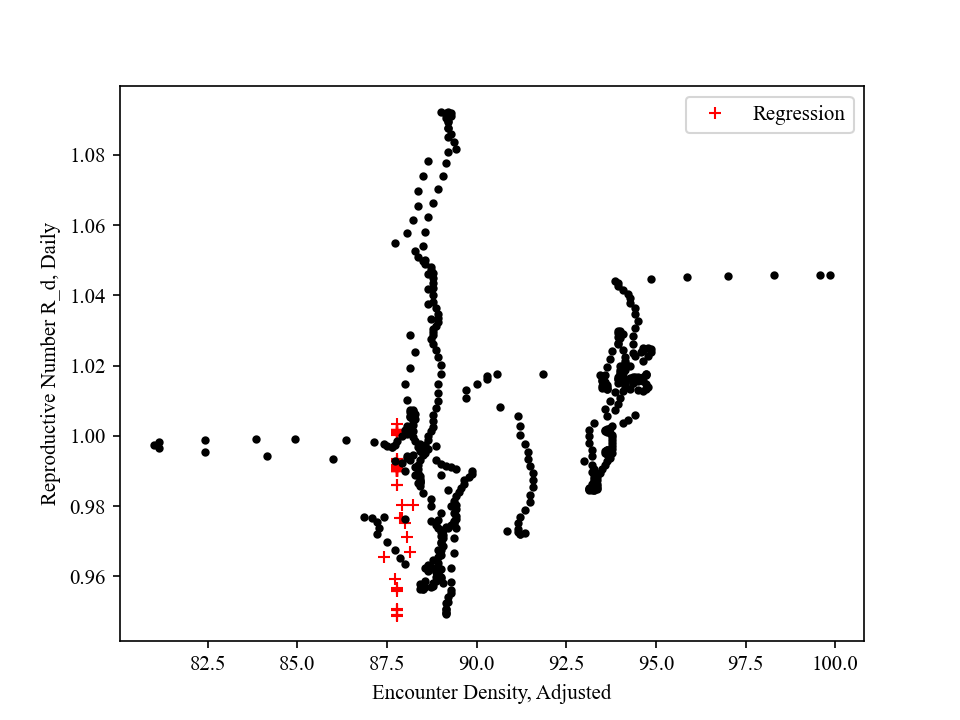 Regression
1.08
1.06
1.04
1.02
1.00
0.98
0.96
Reproductive Number R_d, Daily
82.5 85.0 87.5 90.0 92.5 95.0 97.5 100.0
Encounter Density, Adjusted